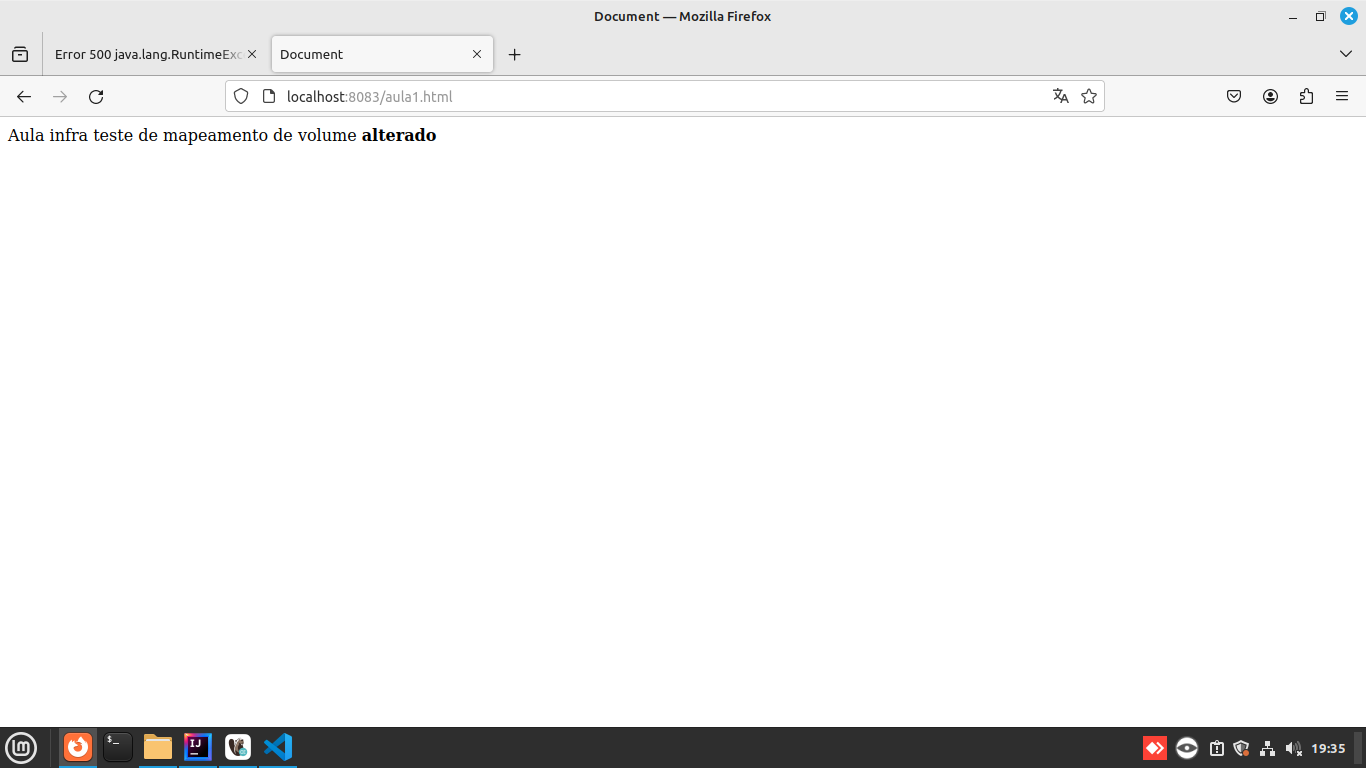 Document — Mozilla Firefox
Error 500 java.lang.RuntimeExc
Document
localhost:8083/aula1.html
Aula infra teste de mapeamento de volume alterado
$_
IJ
19:35